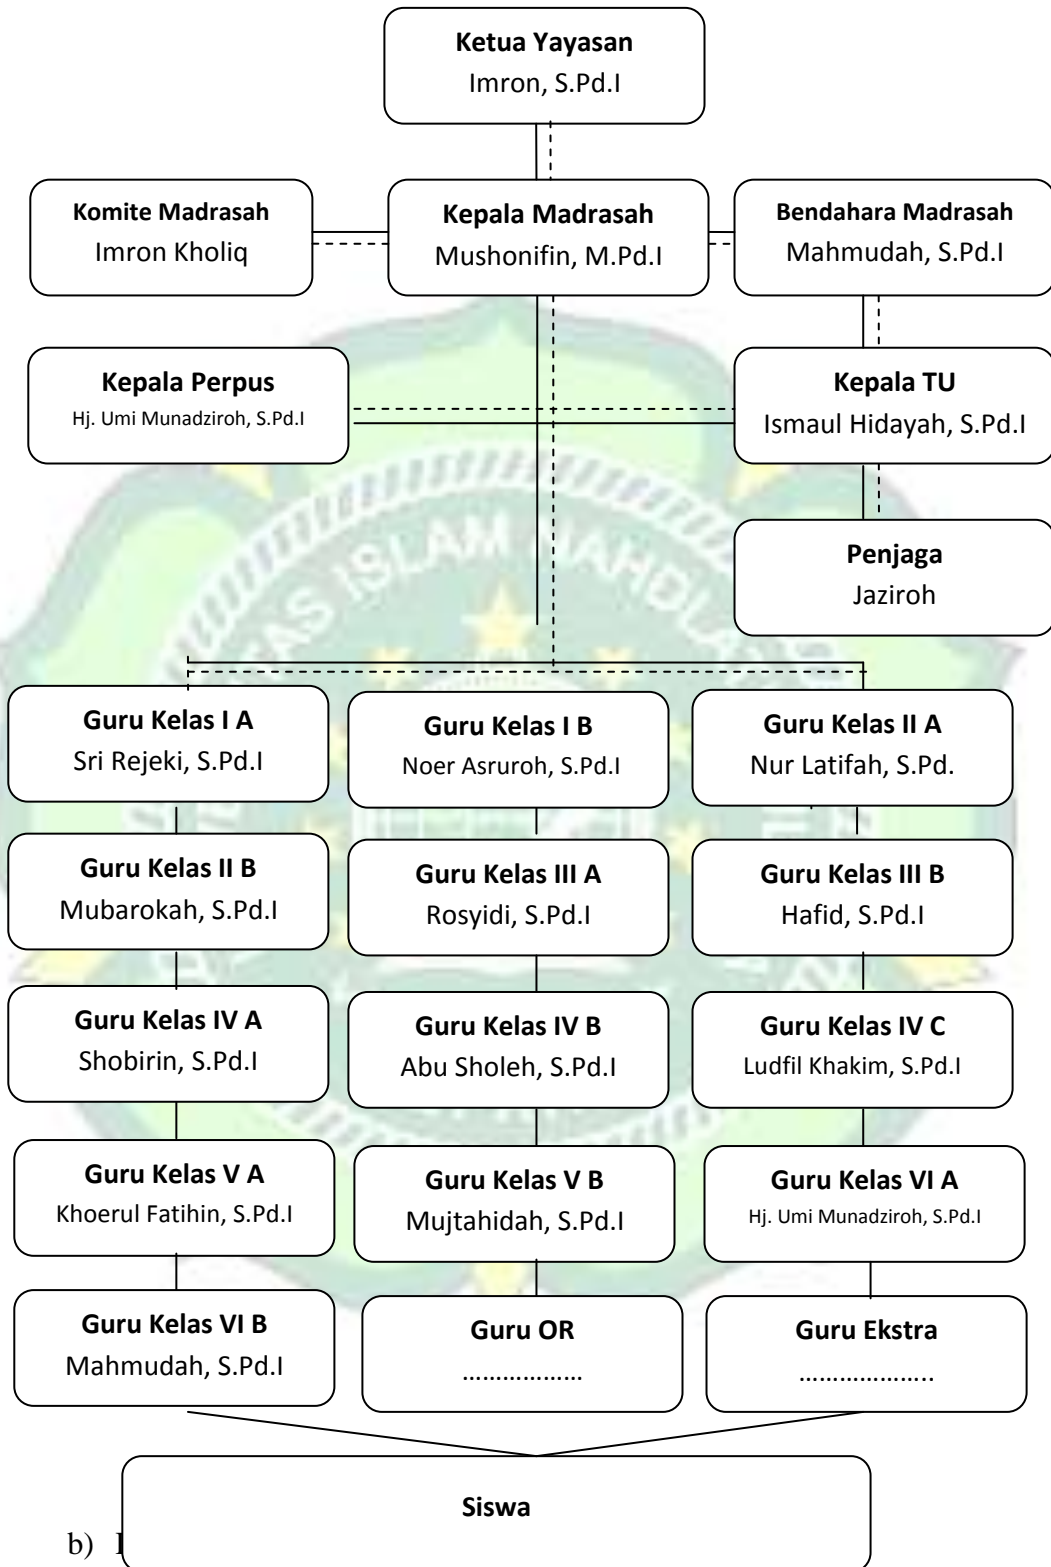 Ketua Yayasan
Imron, S.Pd.I
Komite Madrasah
Imron Kholiq
Kepala Madrasah
Mushonifin, M.Pd.I
Bendahara Madrasah
Mahmudah, S.Pd.I
Kepala Perpus
Hj. Umi Munadziroh, S.Pd.I
Kepala TU
Ismaul Hidayah, S.Pd.I
Penjaga
Jaziroh
ISLAM
Guru Kelas I A
Sri Rejeki, S.Pd.I
Guru Kelas I B
Noer Asruroh, S.Pd.I
Guru Kelas II A
Nur Latifah, S.Pd.
Guru Kelas II B
Mubarokah, S.Pd.I
Guru Kelas III A
Rosyidi, S.Pd.I
Guru Kelas III B
Hafid, S.Pd.I
Guru Kelas IV A
Shobirin, S.Pd.I
Guru Kelas IV B
Abu Sholeh, S.Pd.I
Guru Kelas IV C
Ludfil Khakim, S.Pd.I
Guru Kelas V A
Khoerul Fatihin, S.Pd.I
Guru Kelas V B
Mujtahidah, S.Pd.I
Guru Kelas VI A
Hj. Umi Munadziroh, S.Pd.I
Guru Kelas VI B
Mahmudah, S.Pd.I
Guru OR
………………
Guru Ekstra
………………..
Siswa
b)